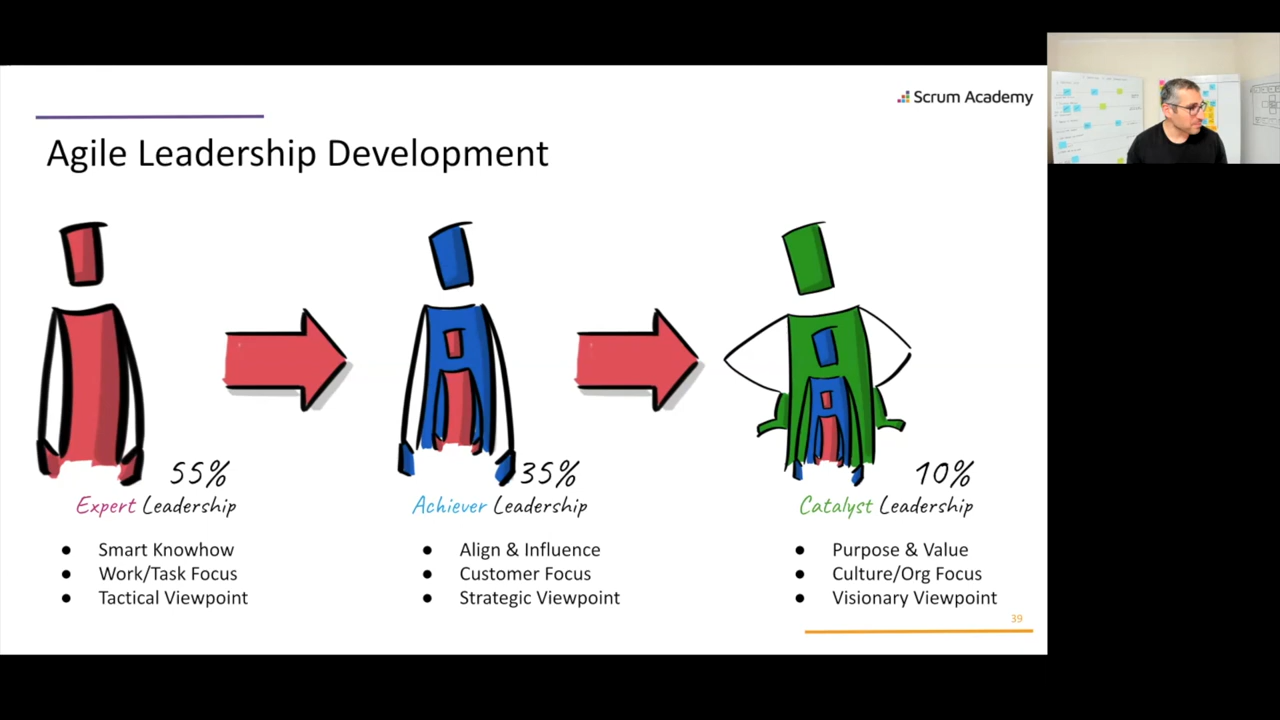 Scrum Academy
Agile Leadership Development
55%
Expert Leadership
Smart Knowhow
Work/Task Focus
Tactical Viewpoint
35%
Achiever Leadership
Align & Influence
Customer Focus
Strategic Viewpoint
10%
Catalyst Leadership
Purpose & Value
Culture/Org Focus
Visionary Viewpoint
39